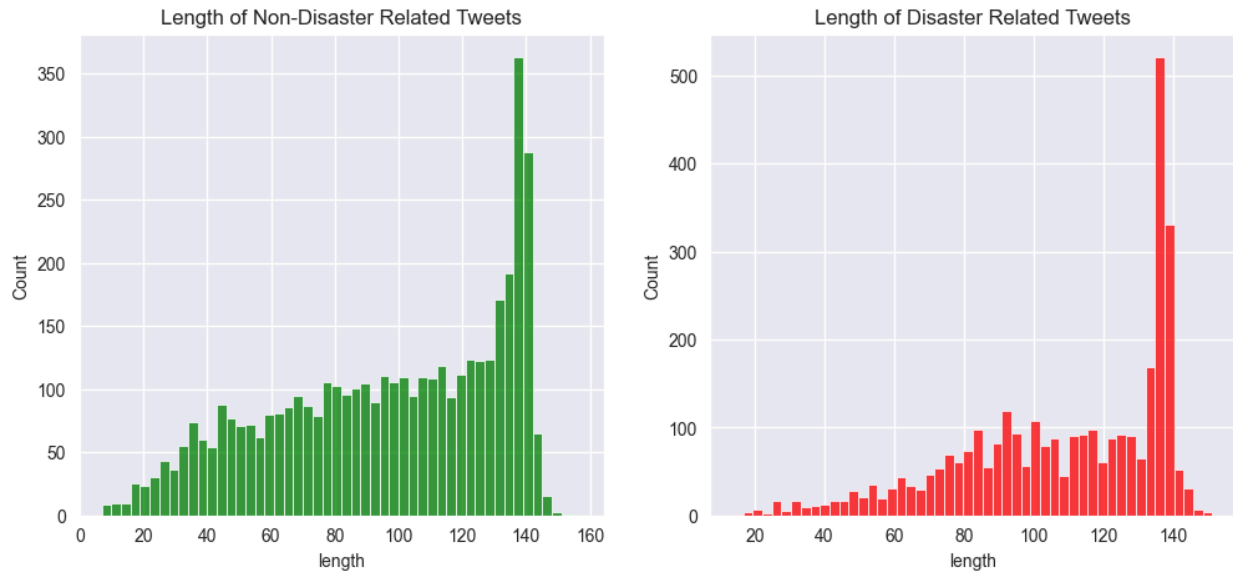 Length of Non-Disaster Related Tweets
350
300
250
200
150
100
50
0
Count
0 20 40 60 80 100 120 140 160
length
Length of Disaster Related Tweets
500
400
300
200
100
0
Count
20 40 60 80 100 120 140
length